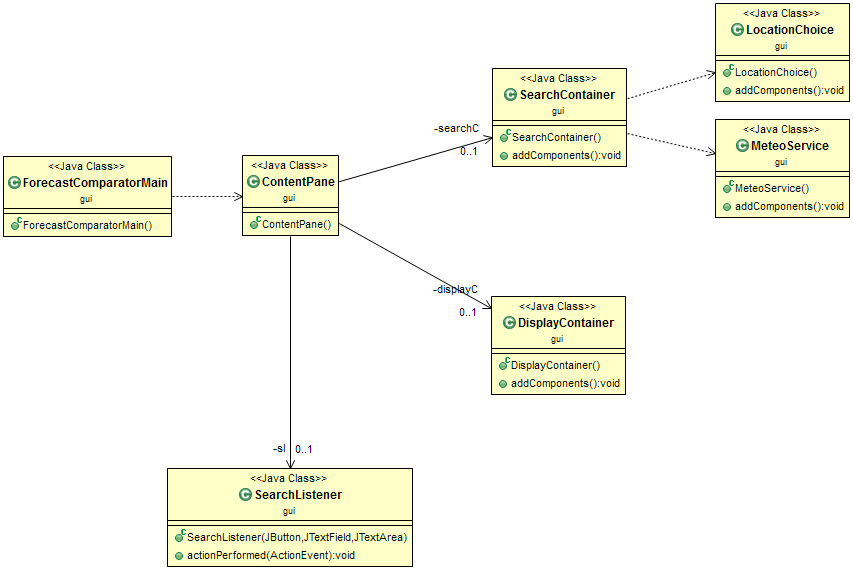 <<Java Class>>
LocationChoice
gui
LocationChoice()
addComponents():void
<<Java Class>>
SearchContainer
gui
SearchContainer()
addComponents():void
<<Java Class>>
MeteoService
gui
MeteoService()
addComponents():void
-searchC
0..1
<<Java Class>>
ForecastComparatorMain
gui
ForecastComparatorMain()
<<Java Class>>
ContentPane
gui
ContentPane()
-displayC
0..1
<<Java Class>>
DisplayContainer
gui
DisplayContainer()
addComponents():void
-sl
0..1
<<Java Class>>
SearchListener
gui
SearchListener(JButton,JTextField,JTextArea)
actionPerformed(ActionEvent):void